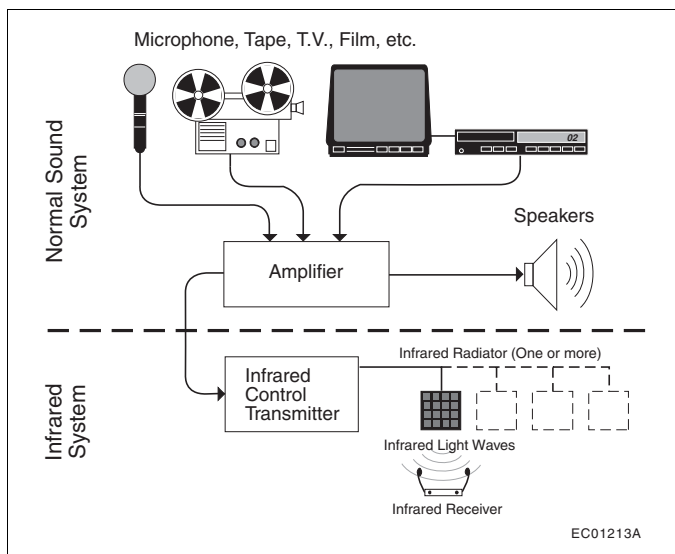 Microphone, Tape, T.V., Film, etc.
02
Normal Sound
System
Speakers
Amplifier
Infrared Radiator (One or more)
Infrared
Control
Transmitter
Infrared
System
Infrared Light Waves
Infrared Receiver
EC01213A